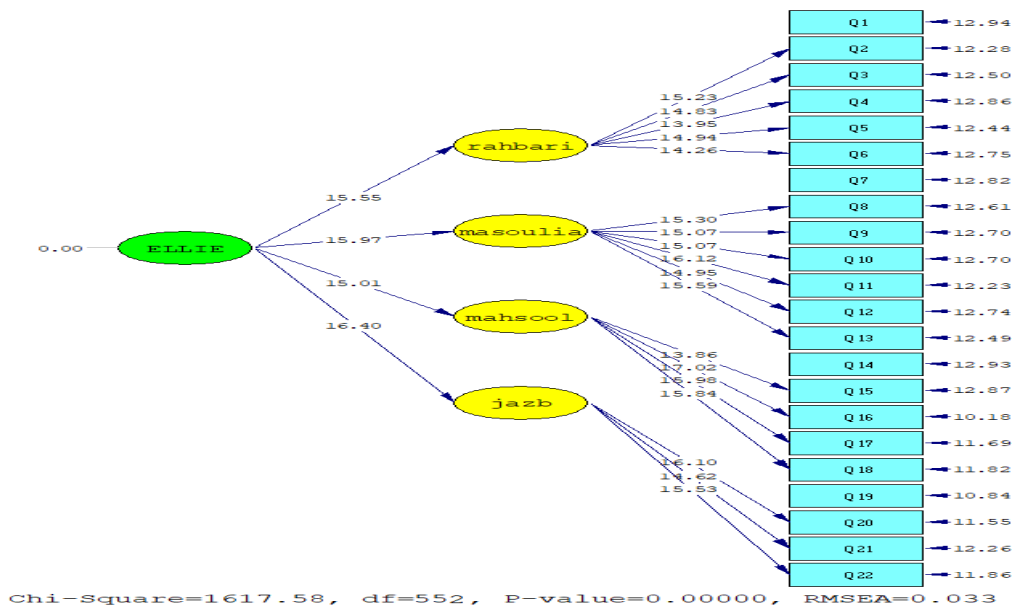 Q1 12.94
Q2 12.28
15.23 Q3 12.50
14.83 Q4 12.86
13.95 Q5 12.44
14.94 Q6 12.75
14.26
rahbari
Q7 12.82
15.55 Q8 12.61
15.30 Q9 12.70
masoulia 15.07
15.97 15.07 Q10 12.70
0.00 ELLIE 16.12 Q11 12.23
14.95
15.59 Q12 12.74
15.01
mahsool Q13 12.49
16.40 13.86 Q14 12.93
17.02
15.98 Q15 12.87
15.84
jazb Q16 10.18
Q17 11.69
16.10 Q18 11.82
14.62
15.53 Q19 10.84
Q20 11.55
Q21 12.26
Q22 11.86
Chi-Square=1617.58, df=552, P-value=0.00000, RMSEA=0.033